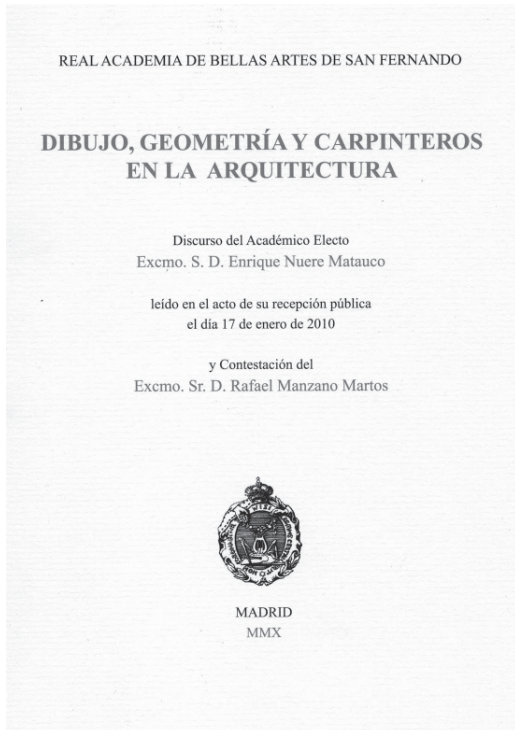 REAL ACADEMIA DE BELLAS ARTES DE SAN FERNANDO
DIBUJO, GEOMETRÍA Y CARPINTEROS
EN LA ARQUITECTURA
Discurso del Académico Electo
Excmo. S. D. Enrique Nuere Matauco
leído en el acto de su recepción pública
el día 17 de enero de 2010
y Contestación del
Excmo. Sr. D. Rafael Manzano Martos
MADRID
MMX